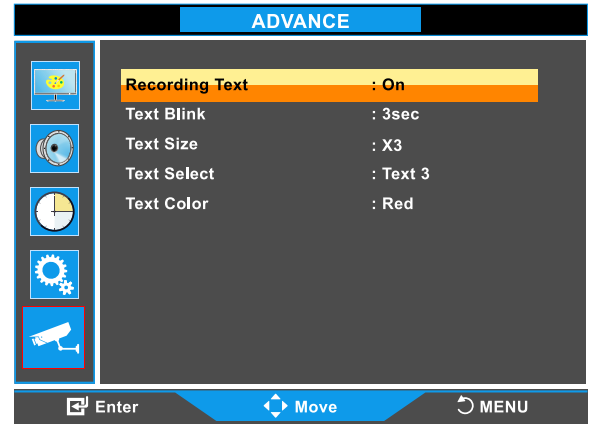 ADVANCE
Recording Text : On
Text Blink : 3sec
Text Size : X3
Text Select : Text 3
Text Color : Red
Enter Move MENU